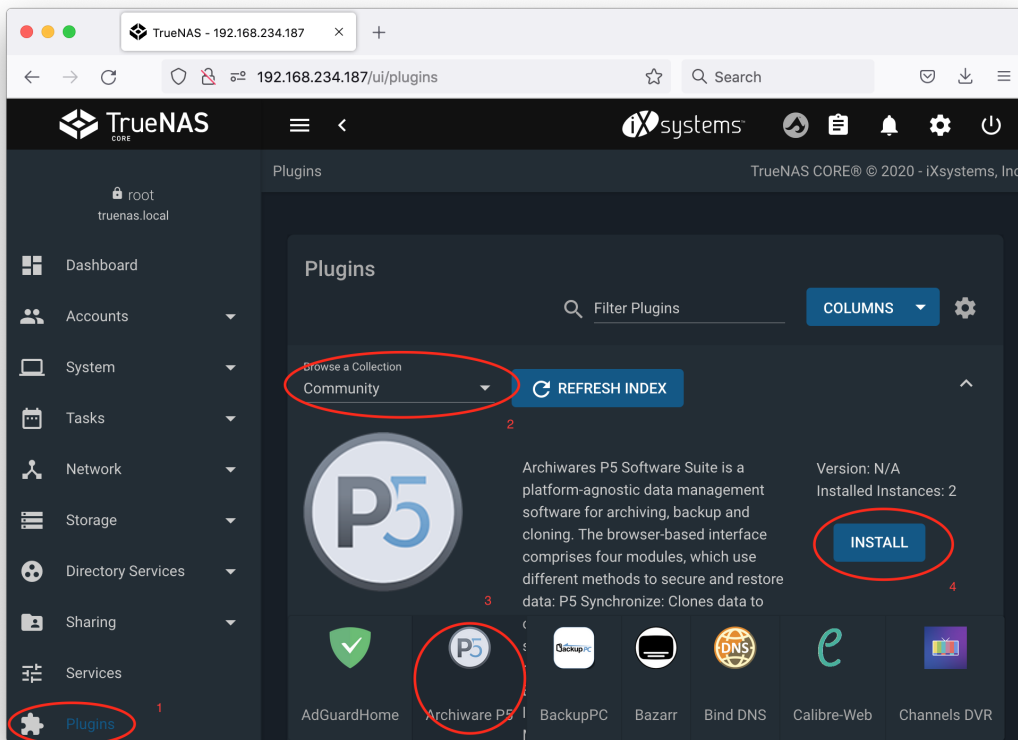 TrueNAS - 192.168.234.187
192.168.234.187/ui/plugins
Search
TrueNAS
CORE
iXsystems™
root
truenas.local
Plugins
TrueNAS CORE® © 2020 - iXsystems, Inc
Dashboard
Accounts
System
Tasks
Network
Storage
Directory Services
Sharing
Services
Plugins
1
Plugins
Filter Plugins
COLUMNS
Browse a Collection
Community
2
REFRESH INDEX
P5
Archiwares P5 Software Suite is a
platform-agnostic data management
software for archiving, backup and
cloning. The browser-based interface
comprises four modules, which use
different methods to secure and restore
data: P5 Synchronize: Clones data to
Version: N/A
Installed Instances: 2
INSTALL
4
3
P5
BackupPC
DNS
AdGuardHome
Archiware P5
BackupPC
Bazarr
Bind DNS
Calibre-Web
Channels DVR